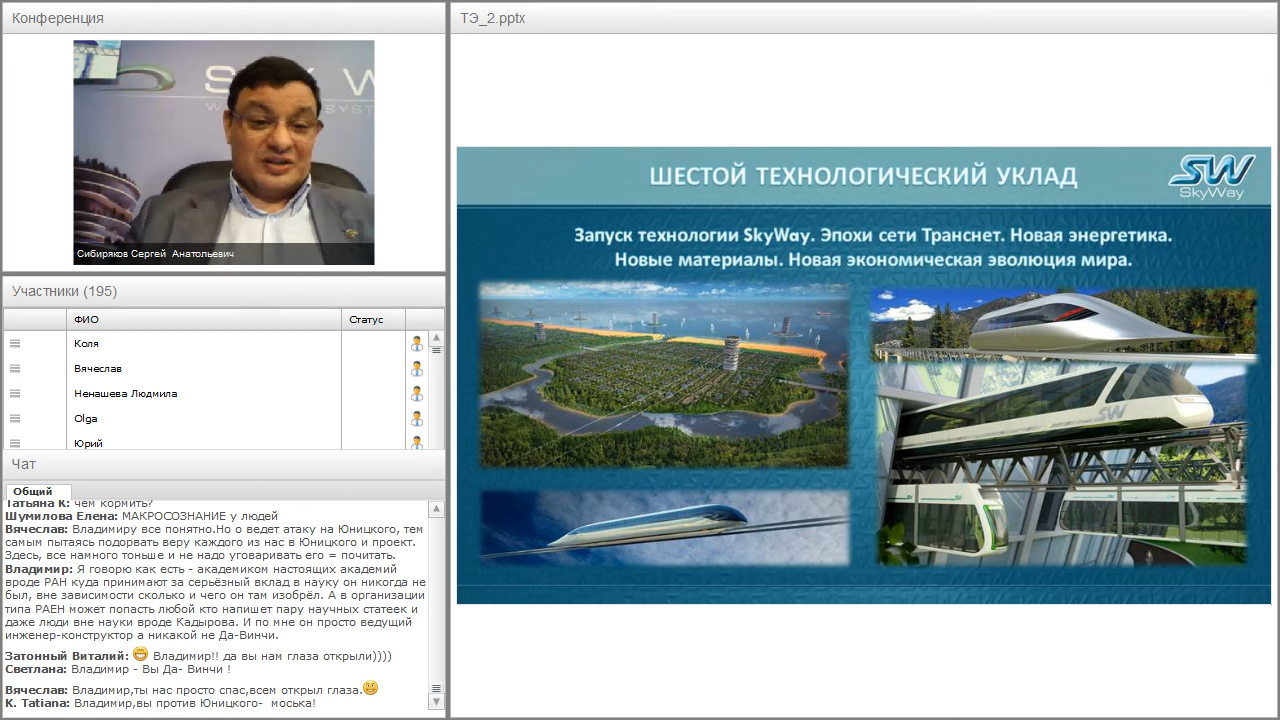 Конференция
SKY W
Сибиряков Сергей  Анатольевич
Участники (195)
ФИО
Статус
Коля
Вячеслав
Ненашева Людмила
Olga
Юрий
Чат
Общий
Татьяна К: чем кормить?
Шумилова Елена: МАКРОСОЗНАНИЕ у людей
Вячеслав: Владимиру все понятно.Но о ведет атаку на Юницкого, тем
самым пытаясь подорвать веру каждого из нас в Юницкого и проект.
Здесь, все намного тоньше и не надо уговаривать его = почитать.
Владимир: Я говорю как есть - академиком настоящих академий
вроде РАН куда принимают за серьёзный вклад в науку он никогда не
был, вне зависимости сколько и чего он там изобрёл. А в организации
типа РАЕН может попасть любой кто напишет пару научных статеек и
даже люди вне науки вроде Кадырова. И по мне он просто ведущий
инженер-конструктор а никакой не Да-Винчи.
Затонный Виталий: Владимир!! да вы нам глаза открыли))))
Светлана: Владимир - Вы Да- Винчи !
Вячеслав: Владимир,ты нас просто спас,всем открыл глаза.
K. Tatiana: Владимир,вы против Юницкого-  моська!
ТЭ_2.pptx
ШЕСТОЙ ТЕХНОЛОГИЧЕСКИЙ УКЛАД
SW
SkyWay
Запуск технологии SkyWay. Эпохи сети Транснет. Новая энергетика.
Новые материалы. Новая экономическая эволюция мира.
SW